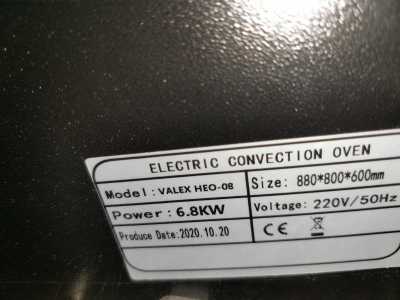 ELECTRIC CONVECTION OVEN
Model: VALEX HEO-08
Size: 880*800*600mm
Power: 6.8KW
Voltage: 220V/50Hz
Produce Date: 2020.10.20
CE